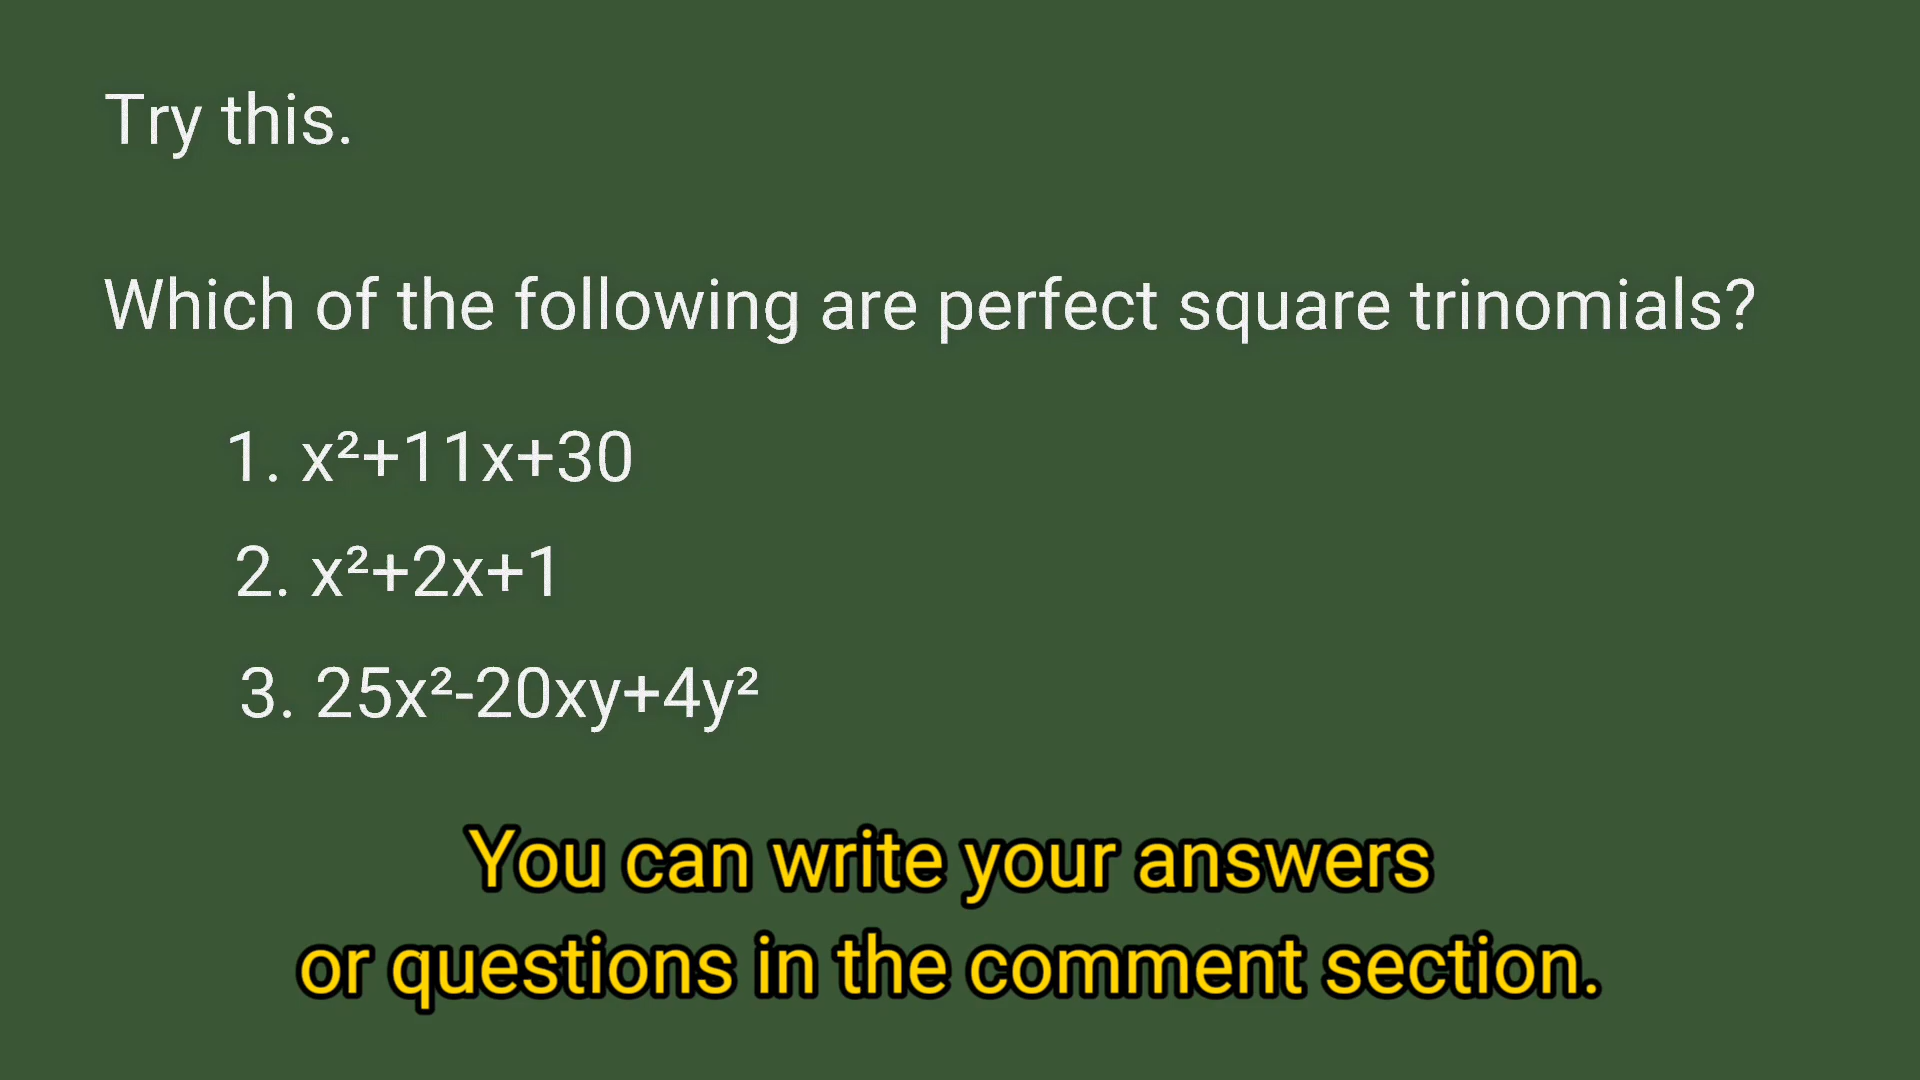 Try this.
Which of the following are perfect square trinomials?
1. x²+11x+30
2. x²+2x+1
3. 25x²-20xy+4y²
You can write your answers
or questions in the comment section.